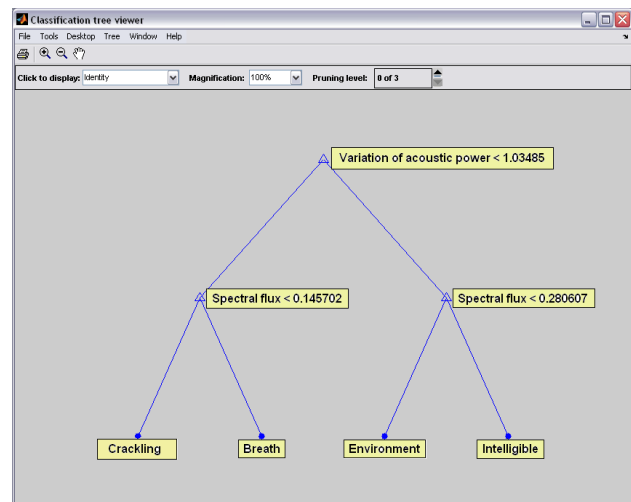 Classification tree viewer
File Tools Desktop Tree Window Help
Click to display: Identity Magnification: 100% Pruning level: 0 of 3
Variation of acoustic power < 1.03485
Spectral flux < 0.145702 Spectral flux < 0.280607
Crackling Breath Environment Intelligible